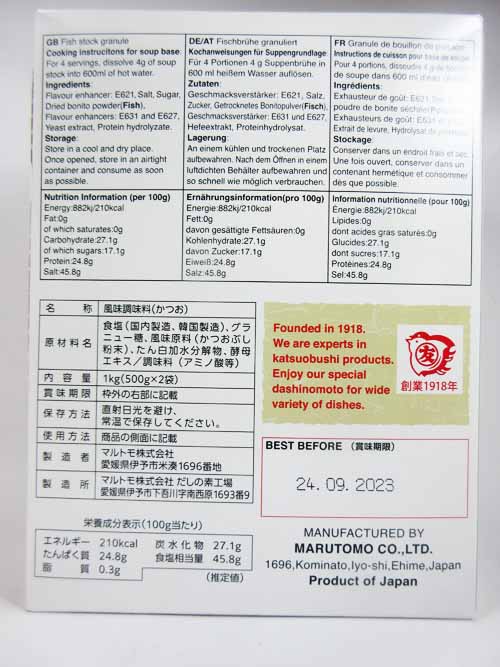 GB Fish stock granule
Cooking instrucitons for soup base:
For 4 servings, dissolve 4g of soup
stock into 600ml of hot water.
Ingredients:
Flavour enhancer: E621, Salt, Sugar,
Dried bonito powder(Fish),
Flavour enhancers: E631 and E627,
Yeast extract, Protein hydrolyzate.
Storage:
Store in a cool and dry place.
Once opened, store in an airtight
container and consume as soon
as possible.
DE/AT Fischbrühe granuliert
Kochanweisungen für Suppengrundlage:
Für 4 Portionen 4 g Suppenbrühe in
600 ml heißem Wasser auflösen.
Zutaten:
Geschmacksverstärker: E621, Salz,
Zucker, Getrocknetes Bonitopulver(Fisch),
Geschmacksverstärker: E631 und E627,
Hefeextrakt, Proteinhydrolysat.
Lagerung:
An einem kühlen und trockenen Platz
aufbewahren. Nach dem Öffnen in einem
luftdichten Behälter aufbewahren und
so schnell wie möglich verbrauchen.
FR Granule de bouillon de poisson
Instructions de cuisson pour base de soupe:
Pour 4 portions, dissoudre 4 g de bouillon
de soupe dans 600 ml d'eau
Ingrédients:
Exhausteur de goût: E621, Sel,
poudre de bonite séchée(Poisson)
Exhausteurs de goût: E631 et
Extrait de levure, Hydrolysat de
Stockage:
Conserver dans un endroit frais et sec.
Une fois ouvert, conserver dans un
contenant hermétique et consommer
dès que possible.
Nutrition Information (per 100g)
Energy:882kj/210kcal
Fat:0g
of which saturates:0g
Carbohydrate:27.1g
of which sugars:17.1g
Protein:24.8g
Salt:45.8g
Ernährungsinformation(pro 100g)
Energie:882kj/210kcal
Fett:0g
davon gesättigte Fettsäuren:0g
Kohlenhydrate:27.1g
davon Zucker:17.1g
Eiweiß:24.8g
Salz:45.8g
Information nutritionnelle (pour 100g)
Énergie:882kj/210kcal
Lipides:0g
dont acides gras saturés:0g
Glucides:27.1g
dont sucres:17.1g
Protéines:24.8g
Sel:45.8g
名 称 風味調味料(かつお)
原材料名 食塩(国内製造、韓国製造)、グラ
ニュー糖、風味原料(かつおぶし
粉末)、たん白加水分解物、酵母
エキス/調味料(アミノ酸等)
内容量 1kg(500g×2袋)
賞味期限 枠外の右部に記載
保存方法 直射日光を避け、
常温で保存してください。
使用方法 商品の側面に記載
製造者 マルトモ株式会社
愛媛県伊予市米湊1696番地
製造所 マルトモ株式会社 だしの素工場
愛媛県伊予市下吾川字南西原1693番9
栄養成分表示(100g当たり)
エネルギー 210kcal 炭水化物 27.1g
たんぱく質 24.8g 食塩相当量 45.8g
脂質 0.3g (推定値)
Founded in 1918.
We are experts in
katsuobushi products.
Enjoy our special
dashinomoto for wide
variety of dishes.
友
創業1918年
BEST BEFORE (賞味期限)
24. 09. 2023
MANUFACTURED BY
MARUTOMO CO.,LTD.
1696,Kominato,Iyo-shi,Ehime,Japan
Product of Japan